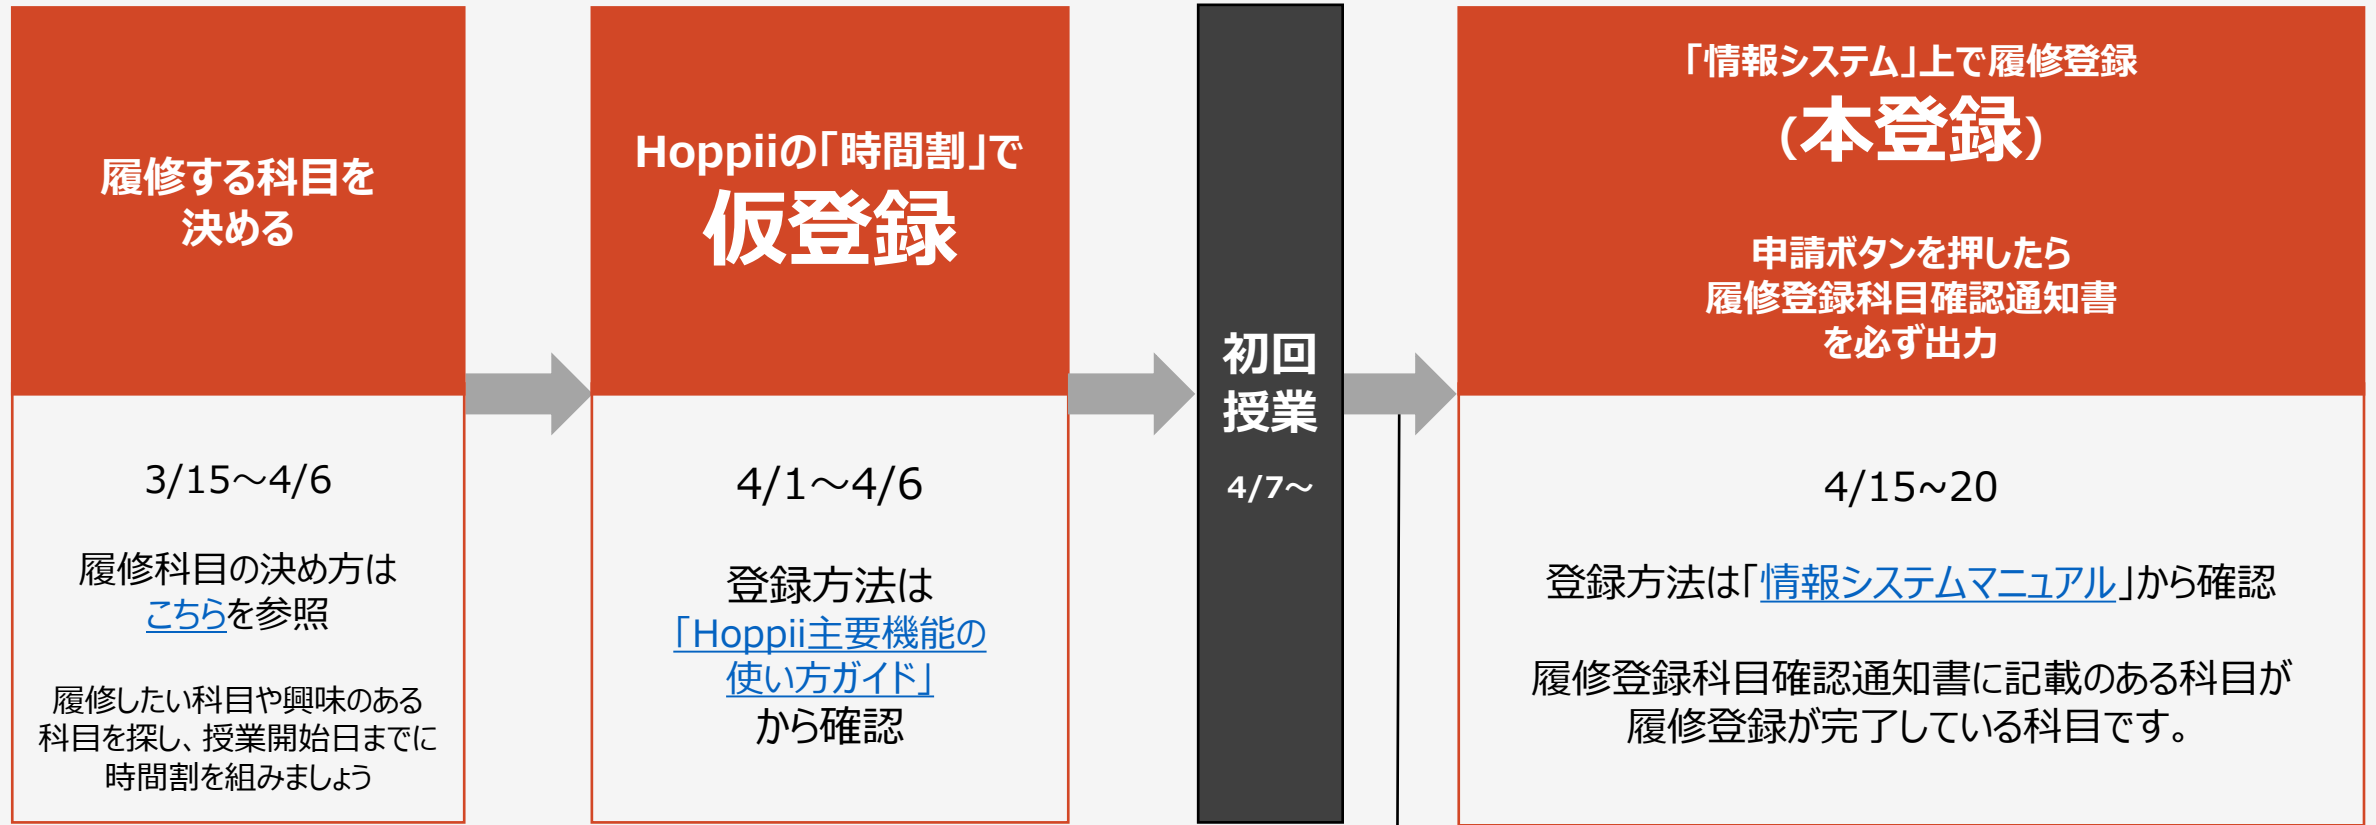 履修する科目を
決める
3/15～4/6
履修科目の決め方は
こちらを参照
履修したい科目や興味のある
科目を探し、授業開始日までに
時間割を組みましょう
Hoppiiの「時間割」で
仮登録
4/1～4/6
登録方法は
「Hoppii主要機能の
使い方ガイド」
から確認
初回
授業
4/7～
「情報システム」上で履修登録
(本登録)
申請ボタンを押したら
履修登録科目確認通知書
を必ず出力
4/15~20
登録方法は「情報システムマニュアル」から確認
履修登録科目確認通知書に記載のある科目が
履修登録が完了している科目です。